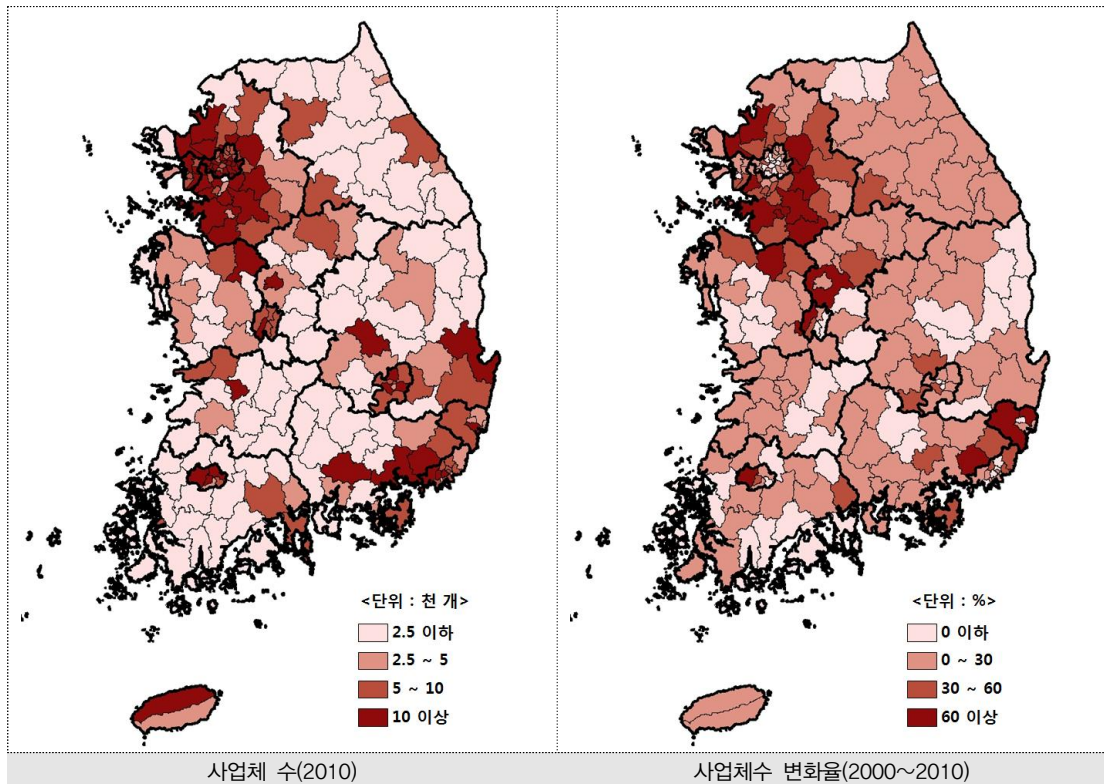 <단위 : 천 개>
2.5 이하
2.5 ~ 5
5 ~ 10
10 이상
<단위 : %>
0 이하
0 ~ 30
30 ~ 60
60 이상
사업체 수(2010)
사업체수 변화율(2000～2010)